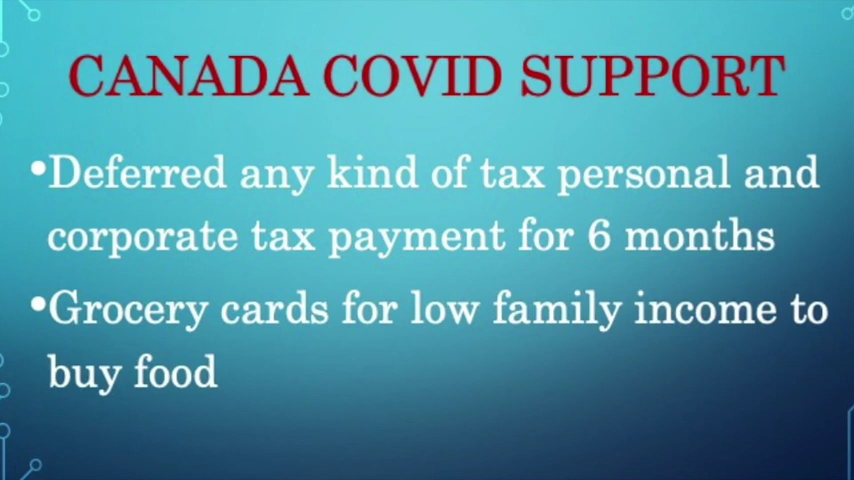 CANADA COVID SUPPORT
•Deferred any kind of tax personal and
corporate tax payment for 6 months
•Grocery cards for low family income to
buy food